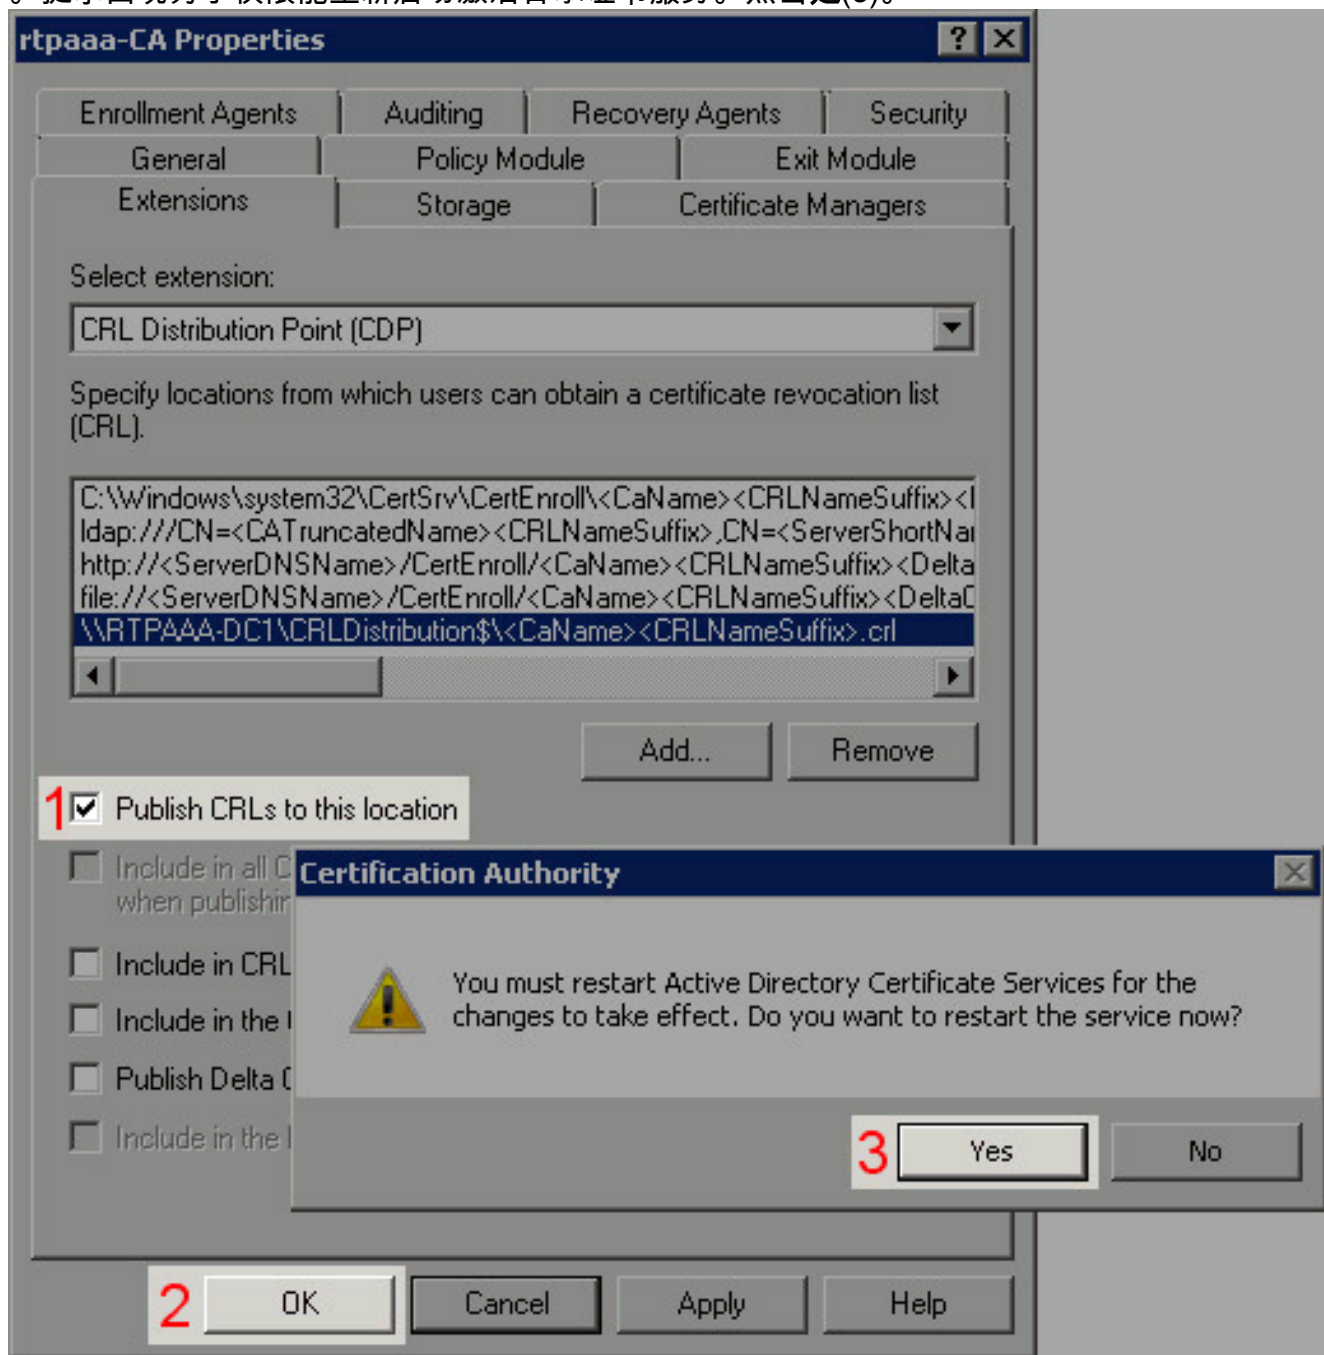 rtpaaa-CA Properties
Enrollment Agents Auditing Recovery Agents Security
General Policy Module Exit Module
Extensions Storage Certificate Managers
Select extension:
CRL Distribution Point (CDP)
Specify locations from which users can obtain a certificate revocation list
(CRL).
C:\Windows\system32\CertSrv\CertEnroll\<CaName><CRLNameSuffix><
ldap:///CN=<CATruncatedName><CRLNameSuffix>,CN=<ServerShortNa
http://<ServerDNSName>/CertEnroll/<CaName><CRLNameSuffix><Delta
file://<ServerDNSName>/CertEnroll/<CaName><CRLNameSuffix><Delta
\\RTPAAA-DC1\CRLDistribution$\<CaName><CRLNameSuffix>.crl
Add... Remove
1 Publish CRLs to this location
Include in all
when
Include in CRL
Include in the
Publish Delta
Include in the
Certification Authority
You must restart Active Directory Certificate Services for the
changes to take effect. Do you want to restart the service now?
3 Yes No
2 OK Cancel Apply Help